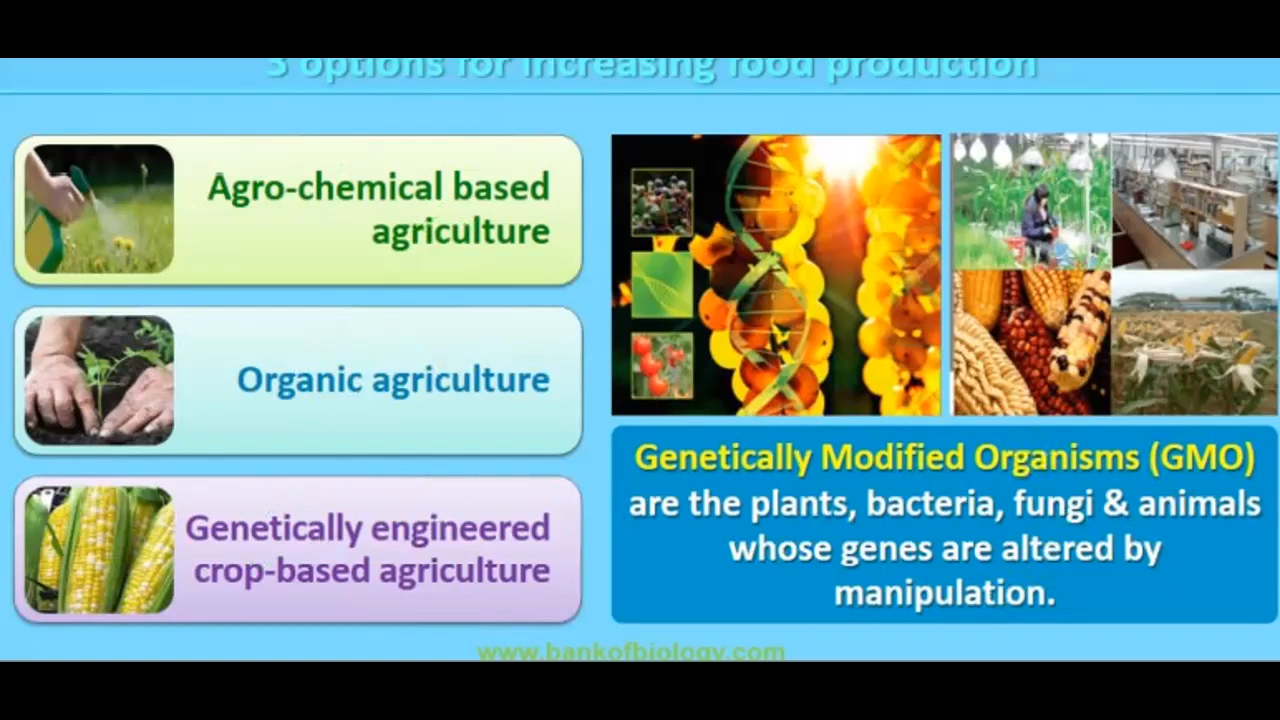 3 options for increasing food production
Agro-chemical based
agriculture
Organic agriculture
Genetically engineered
crop-based agriculture
Genetically Modified Organisms (GMO)
are the plants, bacteria, fungi & animals
whose genes are altered by
manipulation.
www.bankofbiology.com